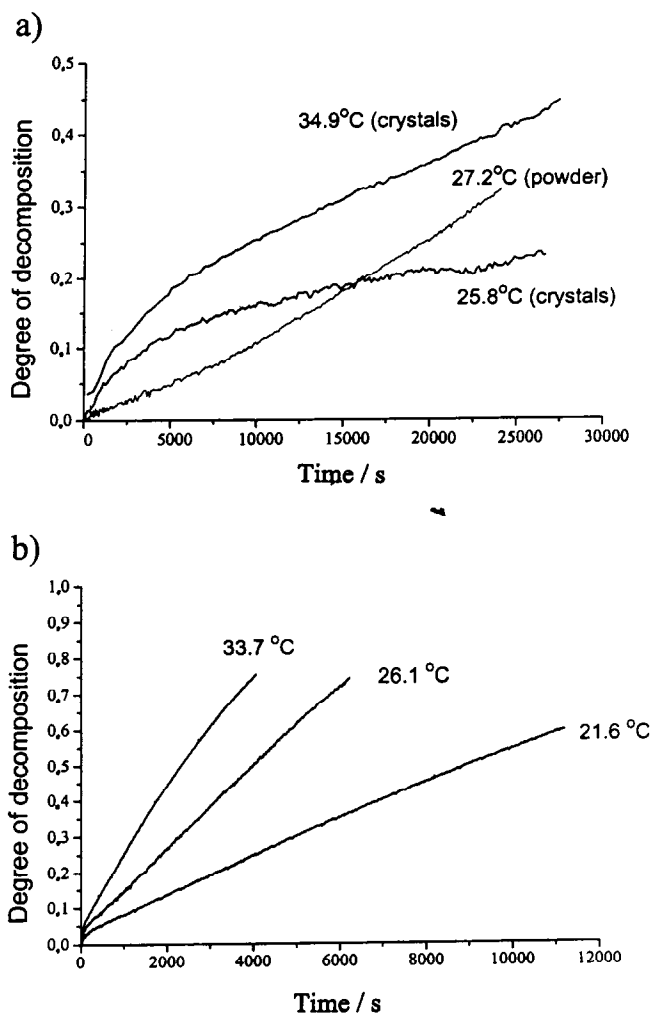 a)
Degree of decomposition
0,5
0,4
0,3
0,2
0,1
0,0
34.9°C (crystals)
27.2°C (powder)
25.8°C (crystals)
0 5000 10000 15000 20000 25000 30000
Time / s
b)
Degree of decomposition
1,0
0,9
0,8
0,7
0,6
0,5
0,4
0,3
0,2
0,1
0,0
33.7 °C
26.1 °C
21.6 °C
0 2000 4000 6000 8000 10000 12000
Time / s